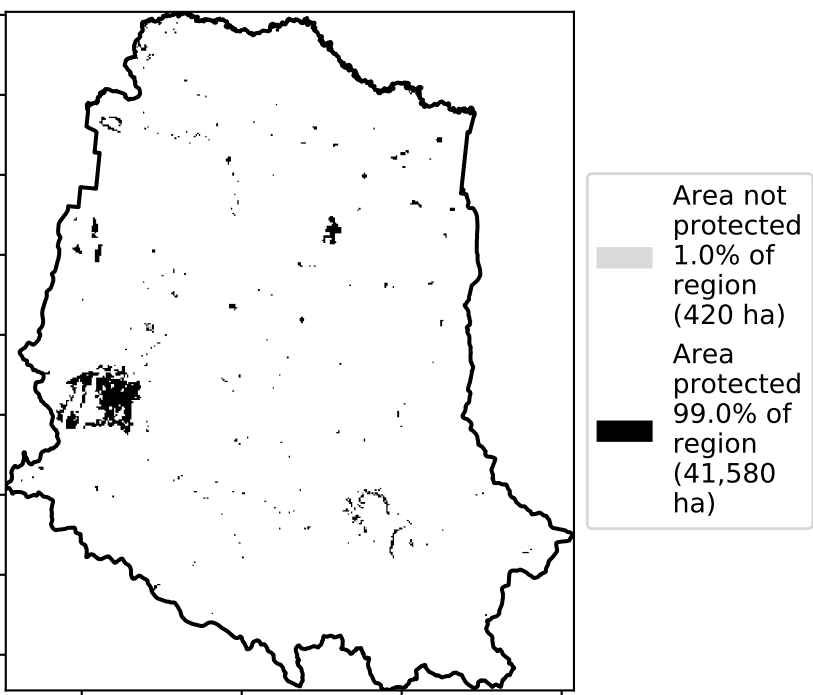 Area not
protected
1.0% of
region
(420 ha)
Area
protected
99.0% of
region
(41,580
ha)